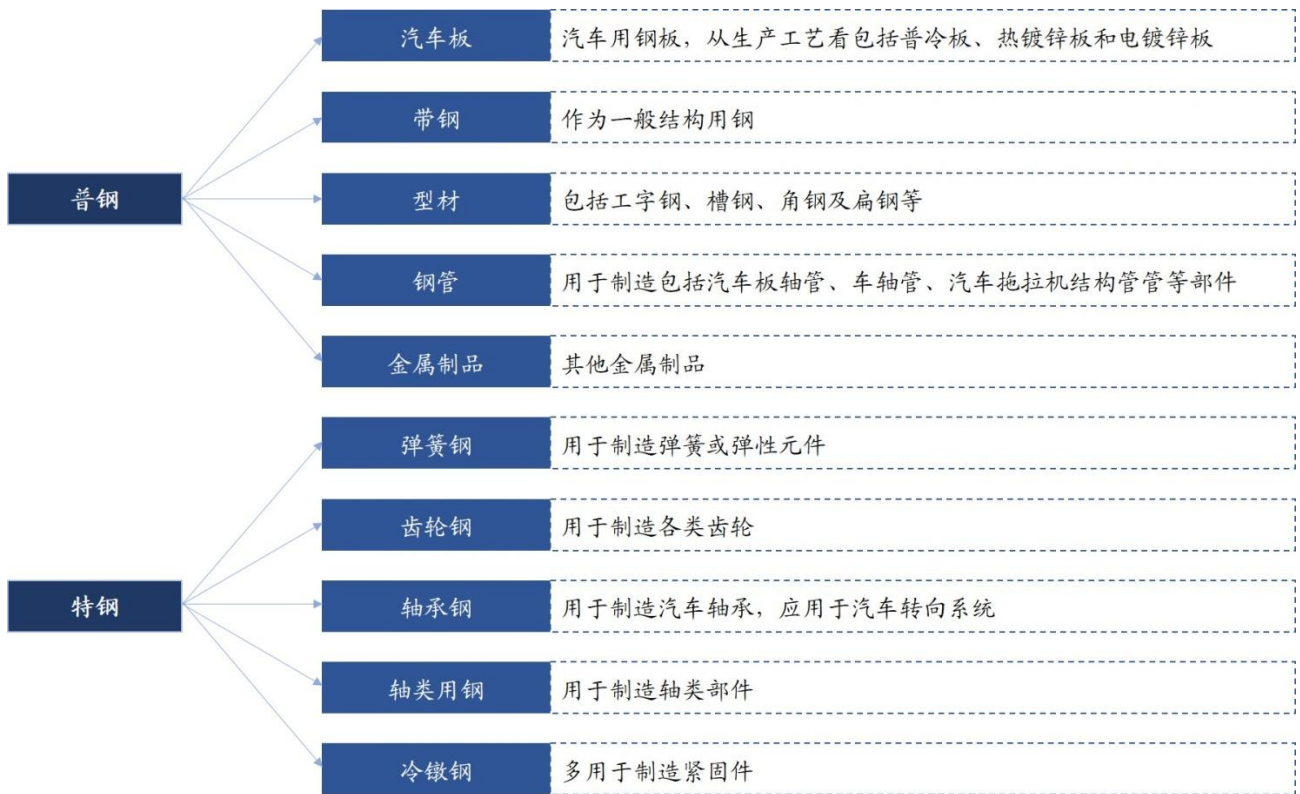 汽车板 汽车用钢板，从生产工艺看包括普冷板、热镀锌板和电镀锌板
带钢 作为一般结构用钢
普钢 型材 包括工字钢、槽钢、角钢及扁钢等
钢管 用于制造包括汽车板轴管、车轴管、汽车拖拉机结构管管等部件
金属制品 其他金属制品
弹簧钢 用于制造弹簧或弹性元件
齿轮钢 用于制造各类齿轮
特钢 轴承钢 用于制造汽车轴承，应用于汽车转向系统
轴类用钢 用于制造轴类部件
冷镦钢 多用于制造紧固件